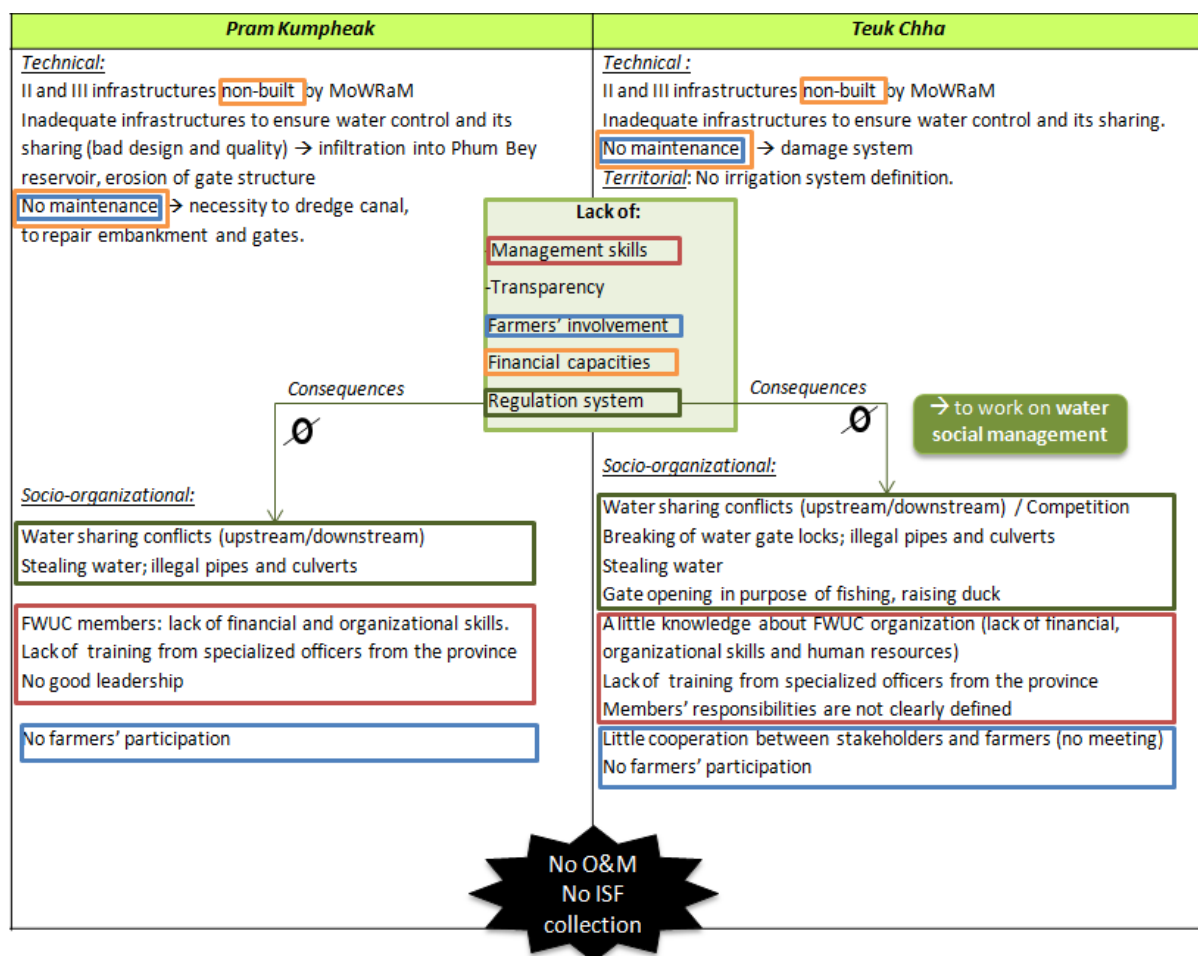 Pram Kumpheak
Technical:
II and III infrastructures non-built by MoWRaM
Inadequate infrastructures to ensure water control and its
sharing (bad design and quality) → infiltration into Phum Bey
reservoir, erosion of gate structure
No maintenance → necessity to dredge canal,
to repair embankment and gates.
Teuk Chha
Technical :
II and III infrastructures non-built by MoWRaM
Inadequate infrastructures to ensure water control and its sharing.
No maintenance → damage system
Territorial: No irrigation system definition.
Lack of:
-Management skills
-Transparency
Farmers’ involvement
Financial capacities
Regulation system
Consequences
Ø
Consequences
Ø
→ to work on water
social management
Socio-organizational:
Water sharing conflicts (upstream/downstream)
Stealing water; illegal pipes and culverts
FWUC members: lack of financial and organizational skills.
Lack of training from specialized officers from the province
No good leadership
No farmers’ participation
Socio-organizational:
Water sharing conflicts (upstream/downstream) / Competition
Breaking of water gate locks; illegal pipes and culverts
Stealing water
Gate opening in purpose of fishing, raising duck
A little knowledge about FWUC organization (lack of financial,
organizational skills and human resources)
Lack of training from specialized officers from the province
Members’ responsibilities are not clearly defined
Little cooperation between stakeholders and farmers (no meeting)
No farmers’ participation
No O&M
No ISF
collection